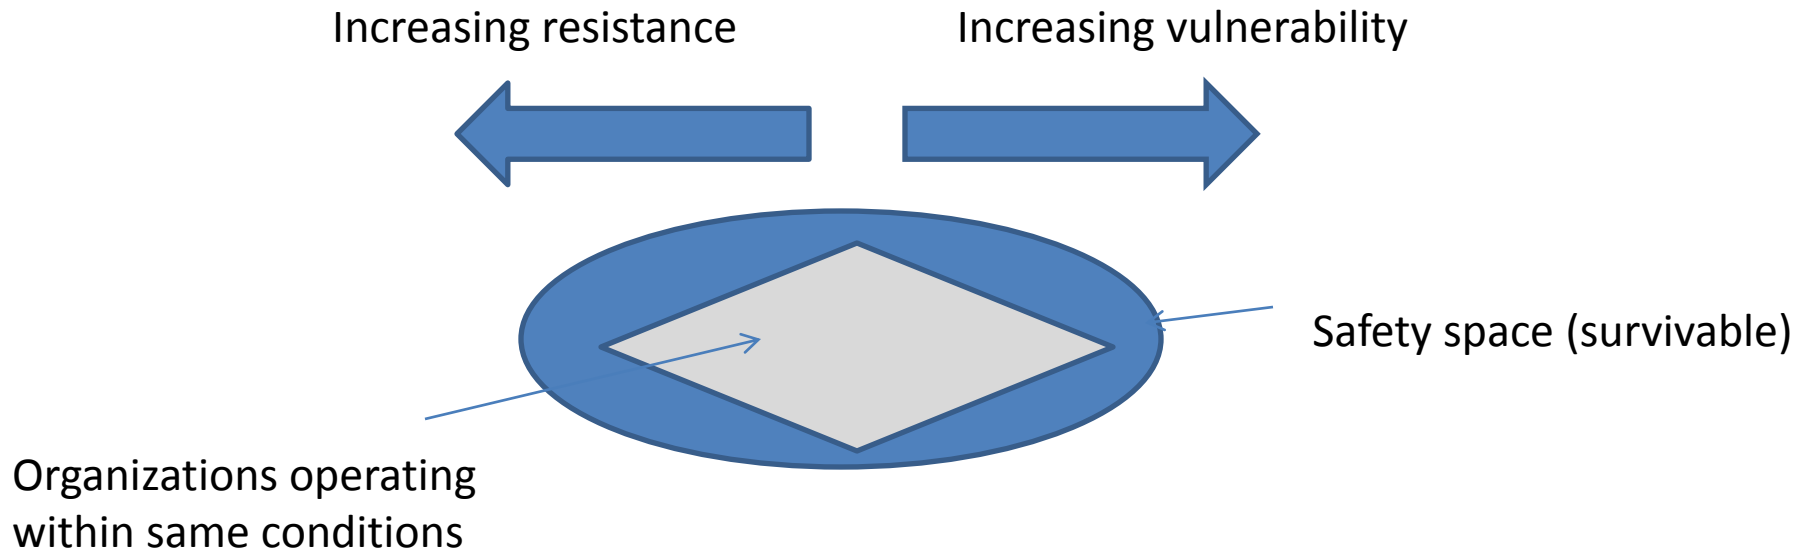 Increasing resistance
Increasing vulnerability
Safety space (survivable)
Organizations operating
within same conditions